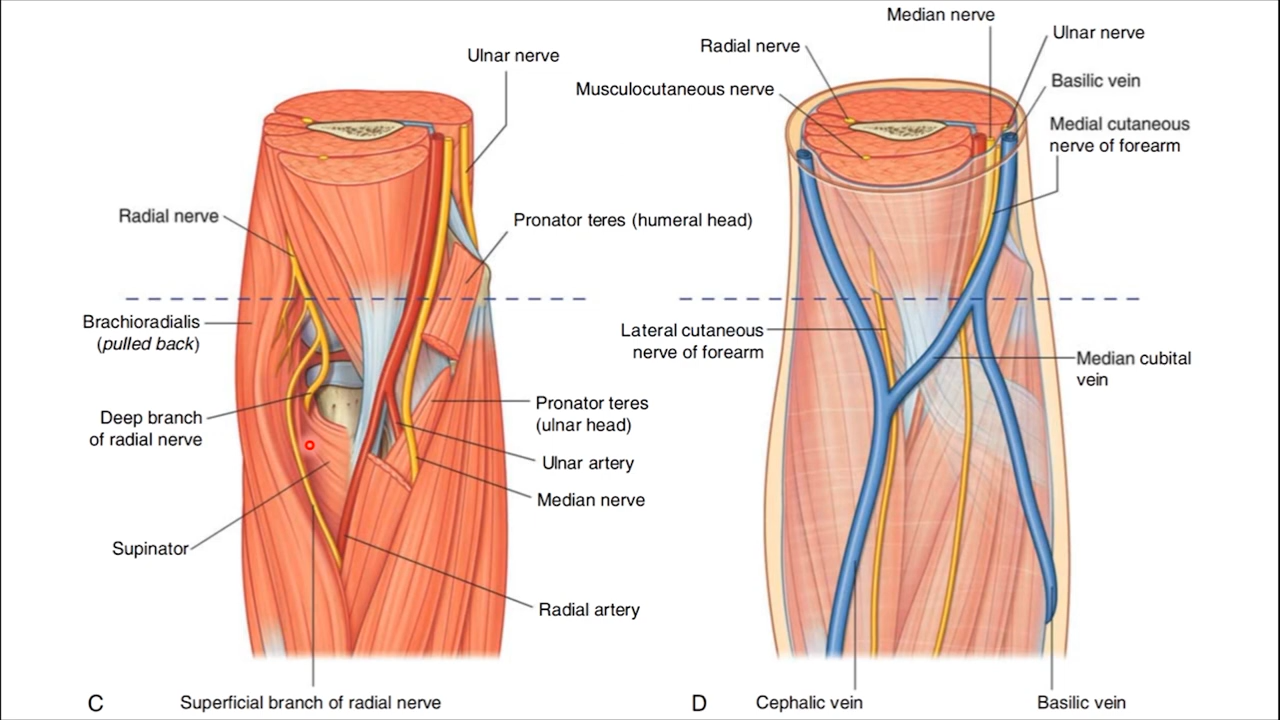 Ulnar nerve
Radial nerve
Pronator teres (humeral head)
Brachioradialis
(pulled back)
Deep branch
of radial nerve
Pronator teres
(ulnar head)
Ulnar artery
Median nerve
Supinator
Radial artery
C
Superficial branch of radial nerve
Median nerve
Radial nerve
Ulnar nerve
Musculocutaneous nerve
Basilic vein
Medial cutaneous
nerve of forearm
Lateral cutaneous
nerve of forearm
Median cubital
vein
D
Cephalic vein
Basilic vein